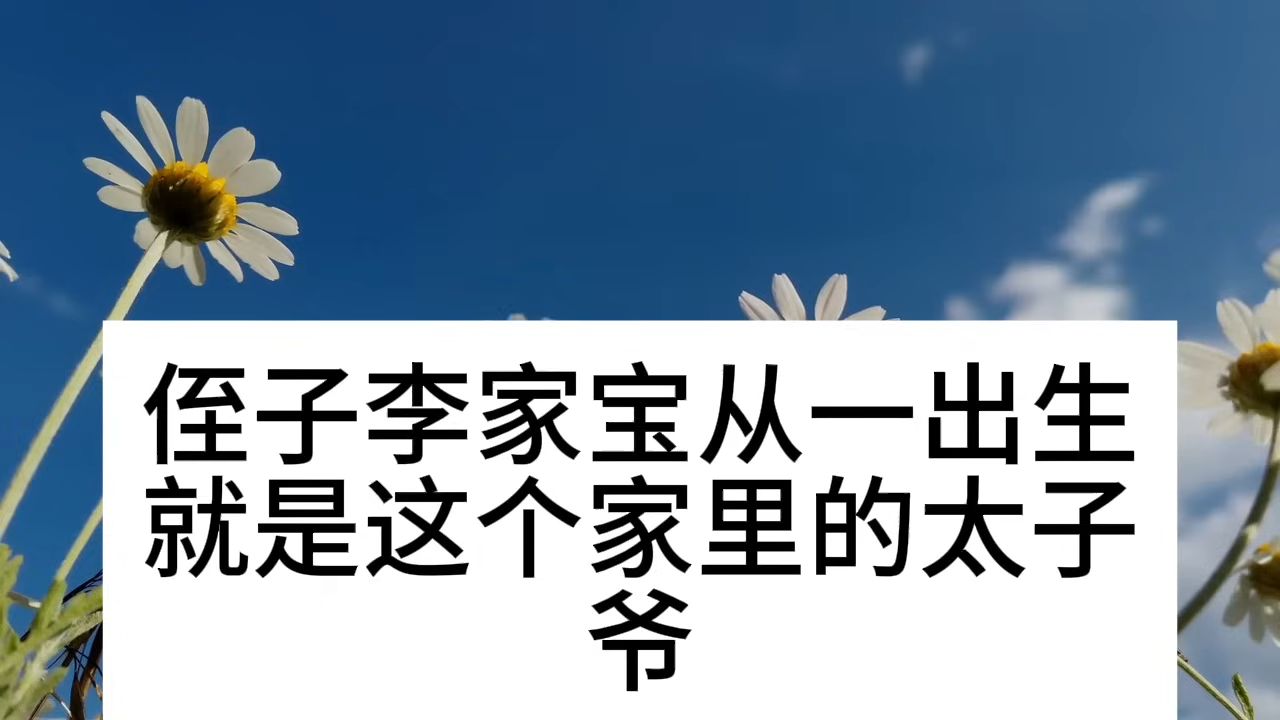 侄子李家宝从一出生
就是这个家里的太子
爷